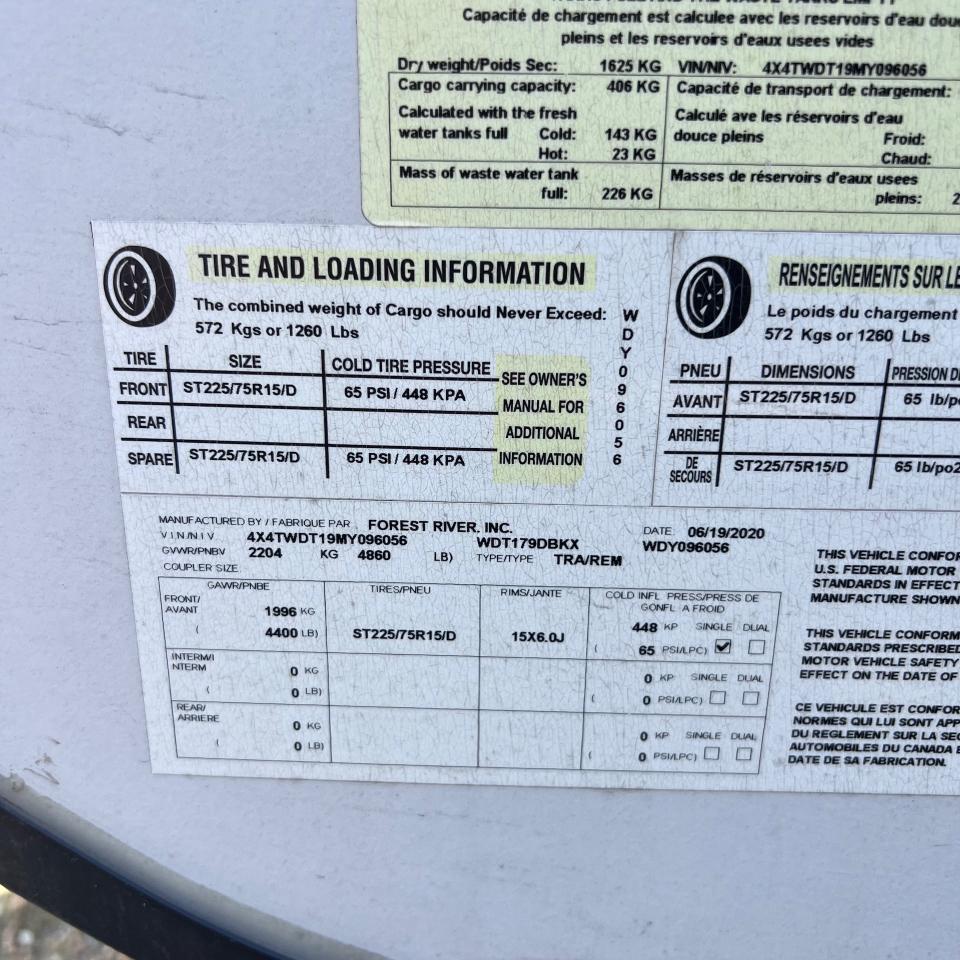 Capacité de chargement est calculee avec les reservoirs d'eau
pleins et les reservoirs d'eaux usees vides
Dry weight/Poids Sec: 1625 KG VIN/NIV: 4X4TWDT19MY096056
Cargo carrying capacity: 406 KG
Calculated with the fresh
water tanks full Cold: 143 KG
Hot: 23 KG
Mass of waste water tank
full: 226 KG
Capacité de transport de chargement:
Calculé ave les réservoirs d'eau
douce pleins Froid:
Chaud:
Masses de réservoirs d'eaux usees
pleins: 2
TIRE AND LOADING INFORMATION
The combined weight of Cargo should Never Exceed:
572 Kgs or 1260 Lbs
TIRE SIZE COLD TIRE PRESSURE
FRONT ST225/75R15/D 65 PSI / 448 KPA
REAR
SPARE ST225/75R15/D 65 PSI / 448 KPA
SEE OWNER'S
MANUAL FOR
ADDITIONAL
INFORMATION
WDY096056
RENSEIGNEMENTS SUR LE
Le poids du chargement
572 Kgs or 1260 Lbs
PNEU DIMENSIONS PRESSION DE
AVANT ST225/75R15/D 65 lb/po
ARRIÈRE
DE
SECOURS ST225/75R15/D 65 lb/po2
MANUFACTURED BY / FABRIQUE PAR FOREST RIVER, INC. DATE 06/19/2020
V I N /N I V 4X4TWDT19MY096056 WDT179DBKX WDY096056
GVWR/PNBV 2204 KG 4860 LB) TYPE/TYPE TRA/REM
COUPLER SIZE
GAWR/PNBE TIRES/PNEU RIMS/JANTE COLD INFL PRESS/PRESS DE
GONFL A FROID
FRONT/
AVANT 1996 KG
( 4400 LB) ST225/75R15/D 15X6.0J
448 KP SINGLE DUAL
( 65 PSI/LPC)
INTERM/I
NTERM 0 KG
( 0 LB)
0 KP SINGLE DUAL
( 0 PSI/LPC)
REAR/
ARRIERE 0 KG
( 0 LB)
0 KP SINGLE DUAL
( 0 PSI/LPC)
THIS VEHICLE CONFOR
U.S. FEDERAL MOTOR
STANDARDS IN EFFECT
MANUFACTURE SHOWN
THIS VEHICLE CONFORM
STANDARDS PRESCRIBED
MOTOR VEHICLE SAFETY
EFFECT ON THE DATE OF
CE VEHICULE EST CONFOR
NORMES QUI LUI SONT APP
DU REGLEMENT SUR LA SEC
AUTOMOBILES DU CANADA E
DATE DE SA FABRICATION.